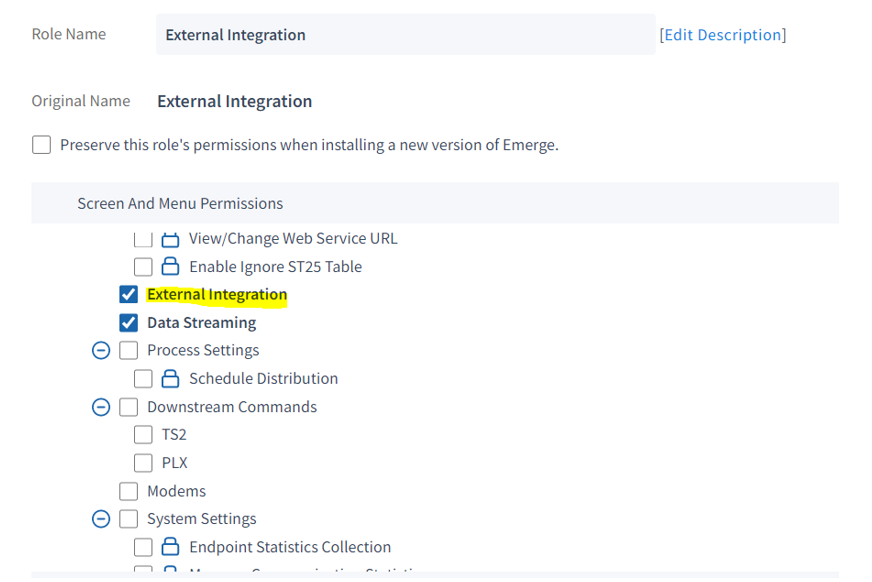 Role Name External Integration [Edit Description]
Original Name External Integration
Preserve this role's permissions when installing a new version of Emerge.
Screen And Menu Permissions
View/Change Web Service URL
Enable Ignore ST25 Table
External Integration
Data Streaming
Process Settings
Schedule Distribution
Downstream Commands
TS2
PLX
Modems
System Settings
Endpoint Statistics Collection